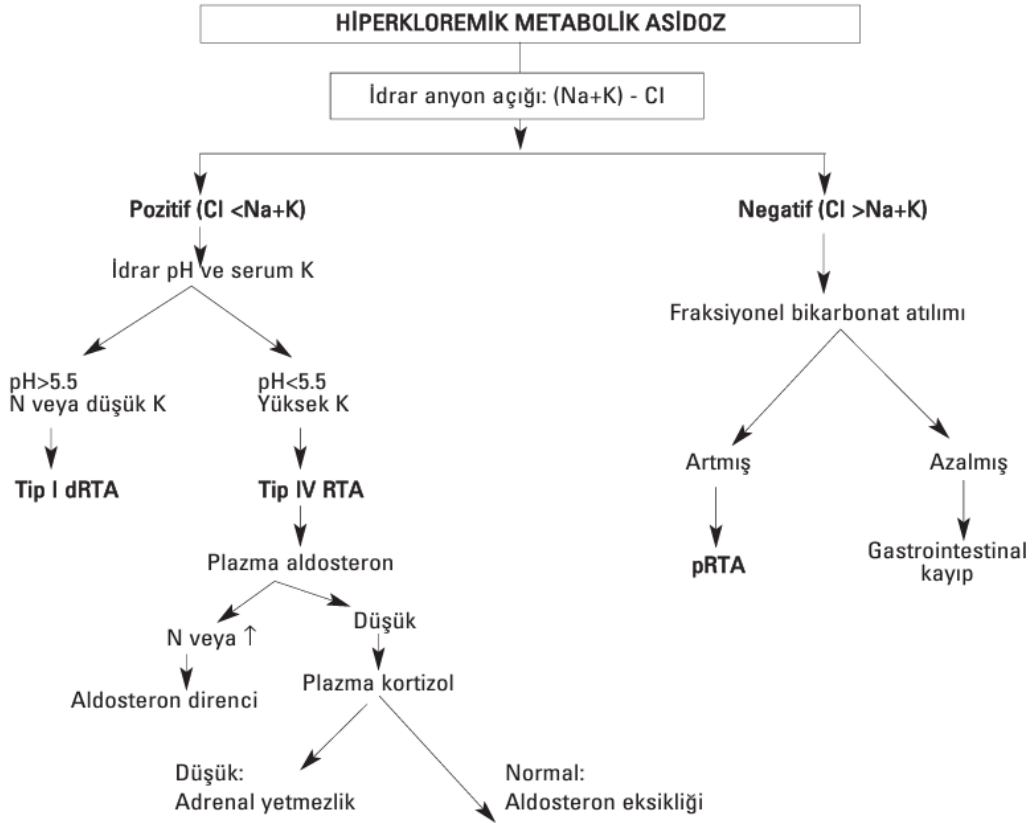 HİPERKLOREMİK METABOLİK ASİDOZ
İdrar anyon açığı: (Na+K) - Cl
Pozitif (Cl <Na+K)
Negatif (Cl >Na+K)
İdrar pH ve serum K
Fraksiyonel bikarbonat atılımı
pH>5.5
N veya düşük K
pH<5.5
Yüksek K
Artmış
Azalmış
Tip I dRTA
Tip IV RTA
pRTA
Gastrointestinal
kayıp
Plazma aldosteron
N veya ↑
Düşük
Aldosteron direnci
Plazma kortizol
Düşük:
Adrenal yetmezlik
Normal:
Aldosteron eksikliği